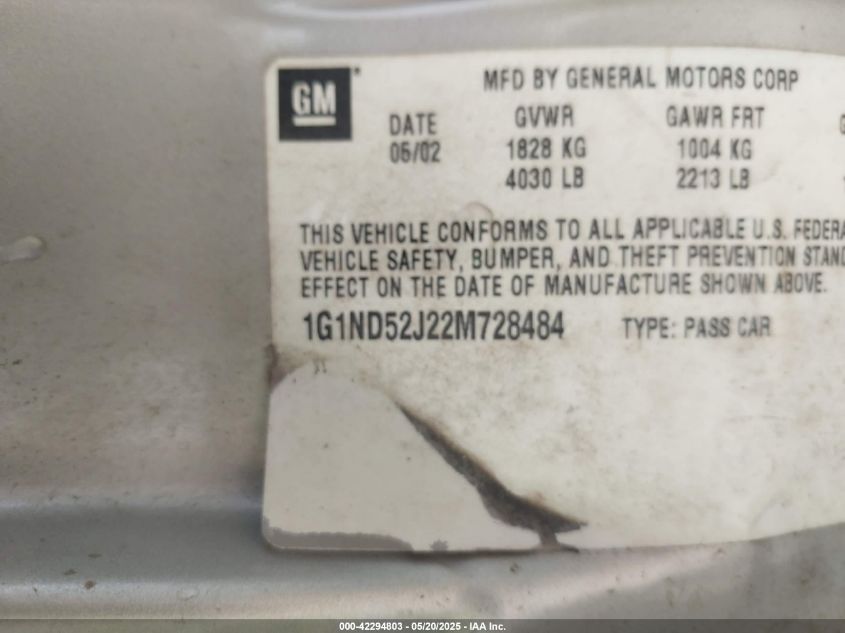 GM
MFD BY GENERAL MOTORS CORP
DATE GVWR GAWR FRT
06/02 1828 KG 1004 KG
4030 LB 2213 LB
THIS VEHICLE CONFORMS TO ALL APPLICABLE U.S. FEDERA
VEHICLE SAFETY, BUMPER, AND THEFT PREVENTION STAND
EFFECT ON THE DATE OF MANUFACTURE SHOWN ABOVE.
1G1ND52J22M728484 TYPE: PASS CAR
000-42294803 / 05/20/2025 - IAA Inc.